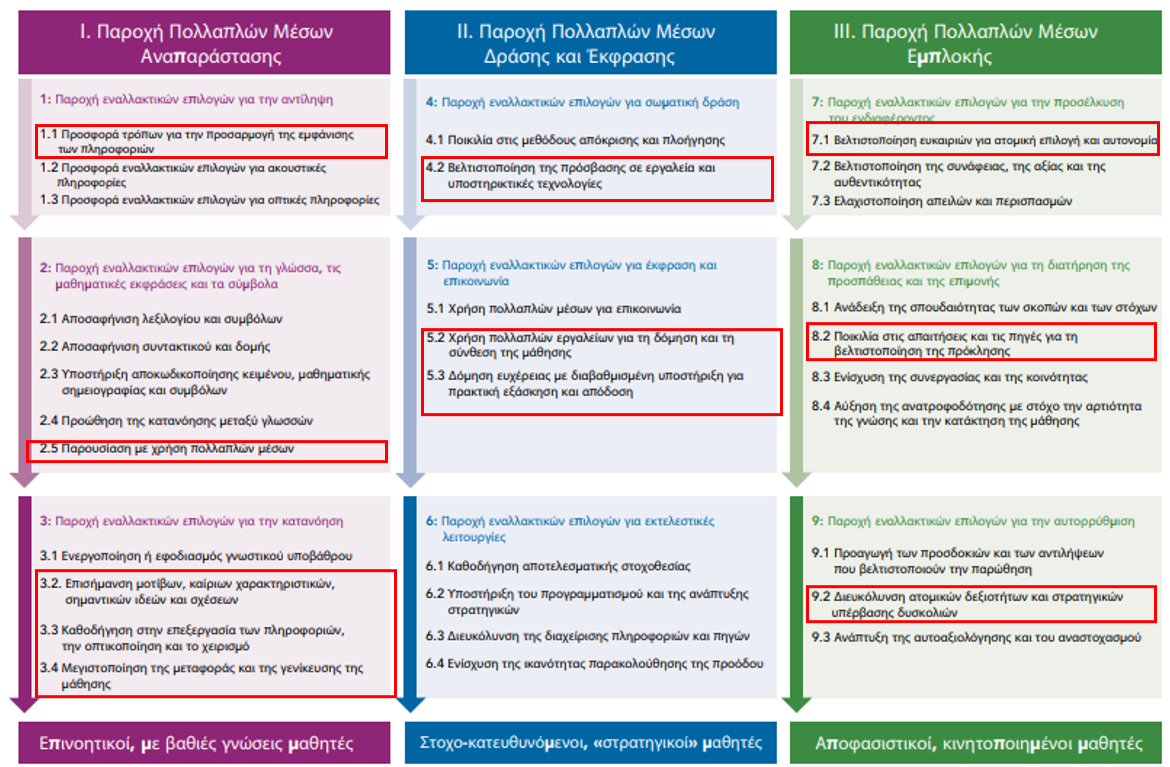 I. Παροχή Πολλαπλών Μέσων
Αναπαράστασης
1: Παροχή εναλλακτικών επιλογών για την αντίληψη
1.1 Προσφορά τρόπων για την προσαρμογή της εμφάνισης
των πληροφοριών
1.2 Προσφορά εναλλακτικών επιλογών για ακουστικές
πληροφορίες
1.3 Προσφορά εναλλακτικών επιλογών για οπτικές πληροφορίες
2: Παροχή εναλλακτικών επιλογών για τη γλώσσα, τις
μαθηματικές εκφράσεις και τα σύμβολα
2.1 Αποσαφήνιση λεξιλογίου και συμβόλων
2.2 Αποσαφήνιση συντακτικού και δομής
2.3 Υποστήριξη αποκωδικοποίησης κειμένου, μαθηματικής
σημειογραφίας και συμβόλων
2.4 Προώθηση της κατανόησης μεταξύ γλωσσών
2.5 Παρουσίαση με χρήση πολλαπλών μέσων
3: Παροχή εναλλακτικών επιλογών για την κατανόηση
3.1 Ενεργοποίηση ή εφοδιασμός γνωστικού υποβάθρου
3.2. Επισήμανση μοτίβων, καίριων χαρακτηριστικών,
σημαντικών ιδεών και σχέσεων
3.3 Καθοδήγηση στην επεξεργασία των πληροφοριών,
την οπτικοποίηση και το χειρισμό
3.4 Μεγιστοποίηση της μεταφοράς και της γενίκευσης της
μάθησης
Επινοητικοί, με βαθιές γνώσεις μαθητές
II. Παροχή Πολλαπλών Μέσων
Δράσης και Έκφρασης
4: Παροχή εναλλακτικών επιλογών για σωματική δράση
4.1 Ποικιλία στις μεθόδους απόκρισης και πλοήγησης
4.2 Βελτιστοποίηση της πρόσβασης σε εργαλεία και
υποστηρικτικές τεχνολογίες
5: Παροχή εναλλακτικών επιλογών για έκφραση και
επικοινωνία
5.1 Χρήση πολλαπλών μέσων για επικοινωνία
5.2 Χρήση πολλαπλών εργαλείων για τη δόμηση και τη
σύνθεση της μάθησης
5.3 Δόμηση ευχέρειας με διαβαθμισμένη υποστήριξη για
πρακτική εξάσκηση και απόδοση
6: Παροχή εναλλακτικών επιλογών για εκτελεστικές
λειτουργίες
6.1 Καθοδήγηση αποτελεσματικής στοχοθεσίας
6.2 Υποστήριξη του προγραμματισμού και της ανάπτυξης
στρατηγικών
6.3 Διευκόλυνση της διαχείρισης πληροφοριών και πηγών
6.4 Ενίσχυση της ικανότητας παρακολούθησης της προόδου
Στοχο-κατευθυνόμενοι, «στρατηγικοί» μαθητές
III. Παροχή Πολλαπλών Μέσων
Εμπλοκής
7: Παροχή εναλλακτικών επιλογών για την προσέλκυση
του ενδιαφέροντος
7.1 Βελτιστοποίηση ευκαιριών για ατομική επιλογή και αυτονομία
7.2 Βελτιστοποίηση της συνάφειας, της αξίας και της
αυθεντικότητας
7.3 Ελαχιστοποίηση απειλών και περισπασμών
8: Παροχή εναλλακτικών επιλογών για τη διατήρηση της
προσπάθειας και της επιμονής
8.1 Ανάδειξη της σπουδαιότητας των σκοπών και των στόχων
8.2 Ποικιλία στις απαιτήσεις και τις πηγές για τη
βελτιστοποίηση της πρόκλησης
8.3 Ενίσχυση της συνεργασίας και της κοινότητας
8.4 Αύξηση της ανατροφοδότησης με στόχο την αρτιότητα
της γνώσης και την κατάκτηση της μάθησης
9: Παροχή εναλλακτικών επιλογών για την αυτορρύθμιση
9.1 Προαγωγή των προσδοκιών και των αντιλήψεων
που βελτιστοποιούν την παρώθηση
9.2 Διευκόλυνση ατομικών δεξιοτήτων και στρατηγικών
υπέρβασης δυσκολιών
9.3 Ανάπτυξη της αυτοαξιολόγησης και του αναστοχασμού
Αποφασιστικοί, κινητοποιημένοι μαθητές